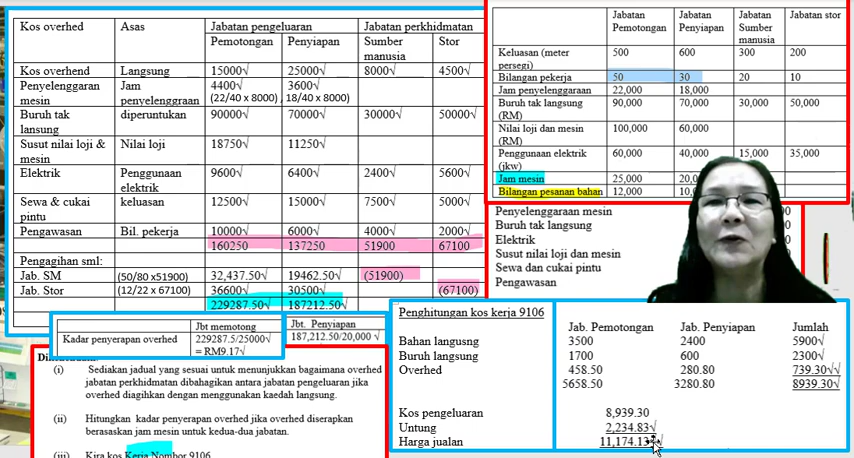 Kos overhed Asas Jabatan pengeluaran Jabatan perkhidmatan
Pemotongan Penyiapan Sumber manusia Stor
Kos overhend Langsung 15000√ 25000√ 8000√ 4500√
Penyelenggaran mesin Jam penyelenggraan 4400√ 3600√
(22/40 x 8000) , 18/40 x 8000)
Buruh tak lansung diperuntukan 90000√ 70000√ 30000√ 50000√
Susut nilai loji & mesin Nilai loji 18750√ 11250√
Elektrik Penggunaan elektrik 9600√ 6400√ 2400√ 5600√
Sewa & cukai pintu keluasan 12500√ 15000√ 7500√ 5000√
Pengawasan Bil. pekerja 10000√ 6000√ 4000√ 2000√
160250 137250 51900 67100
Pengagihan sml:
Jab. SM (50/80 x51900) 32,437.50√ 19462.50√ (51900)
Jab. Stor (12/22 x 67100) 36600√ 30500√ (67100)
229287.50√ 187212.50√
Jbt memotong Jbt. Penyiapan
Kadar penyerapan overhed 229287.5/25000√ 187,212.50/20,000 √
= RM9.17√
(i) Sediakan jadual yang sesuai untuk menunjukkan bagaimana overhed
jabatan perkhidmatan dibahagikan antara jabatan pengeluaran jika
overhed diagihkan dengan menggunakan kaedah langsung.
(ii) Hitungkan kadar penyerapan overhed jika overhed diserapkan
berasaskan jam mesin untuk kedua-dua jabatan.
(iii) Kira kos Kerja Nombor 9106
Jabatan Pemotongan Jabatan Penyiapan Jabatan Sumber manusia Jabatan stor
Keluasan (meter persegi) 500 600 300 200
Bilangan pekerja 50 30 20 10
Jam penyelenggaraan 22,000 18,000
Buruh tak langsung (RM) 90,000 70,000 30,000 50,000
Nilai loji dan mesin (RM) 100,000 60,000
Penggunaan elektrik (jkw) 60,000 40,000 15,000 35,000
Jam mesin 25,000
Bilangan pesanan bahan 12,000
Penyelenggaraan mesin
Buruh tak langsung
Elektrik
Susut nilai loji dan mesin
Sewa dan cukai pintu
Pengawasan
Penghitungan kos kerja 9106
Jab. Pemotongan Jab. Penyiapan Jumlah
Bahan langusng 3500 2400 5900√
Buruh langsung 1700 600 2300√
Overhed 458.50 280.80 739.30√√
5658.50 3280.80 8939.30√
Kos pengeluaran 8,939.30
Untung 2,234.83√
Harga jualan